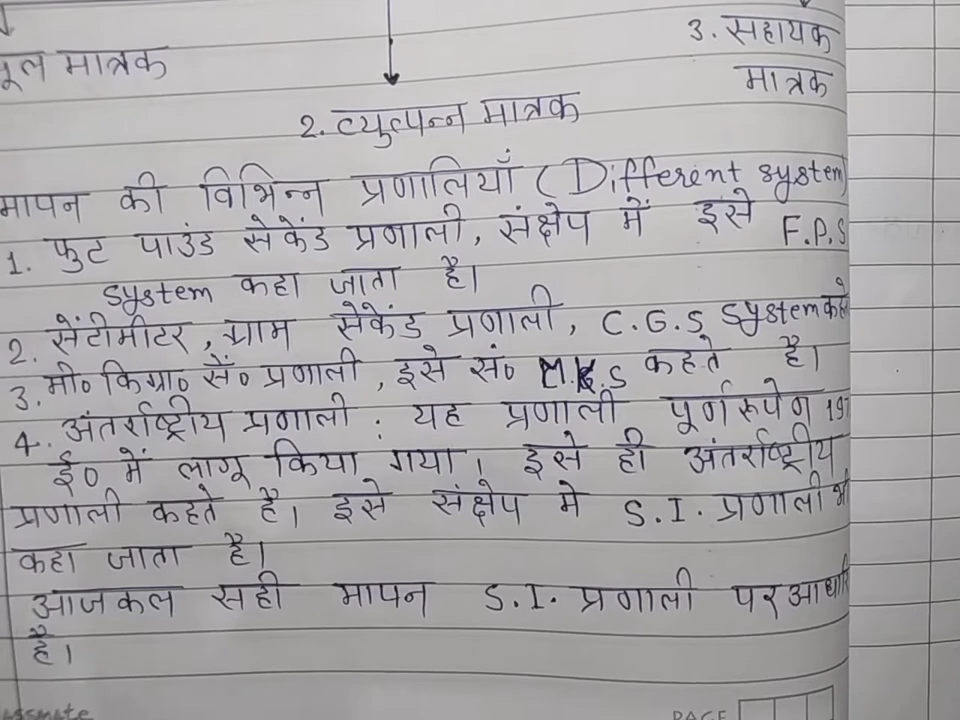 मूल मात्रक
3. सहायक
मात्रक
2. व्युत्पन्न मात्रक
मापन की विभिन्न प्रणालियाँ (Different system)
1. फुट पाउंड सेकेंड प्रणाली, संक्षेप में इसे F.P.S
system कहा जाता है।
2. सेंटीमीटर, ग्राम सेकेंड प्रणाली, C.G.S system कहते
3. मी० कि०ग्रा० सें० प्रणाली, इसे सं० M.K.S कहते है।
4. अंतर्राष्ट्रीय प्रणाली : यह प्रणाली पूर्ण रूपेण
ई० में लागू किया गया। इसे ही अंतर्राष्ट्रीय
प्रणाली कहते है। इसे संक्षेप मे S.I. प्रणाली भी
कहा जाता है।
आजकल सही मापन S.I. प्रणाली पर
है।
PAGE